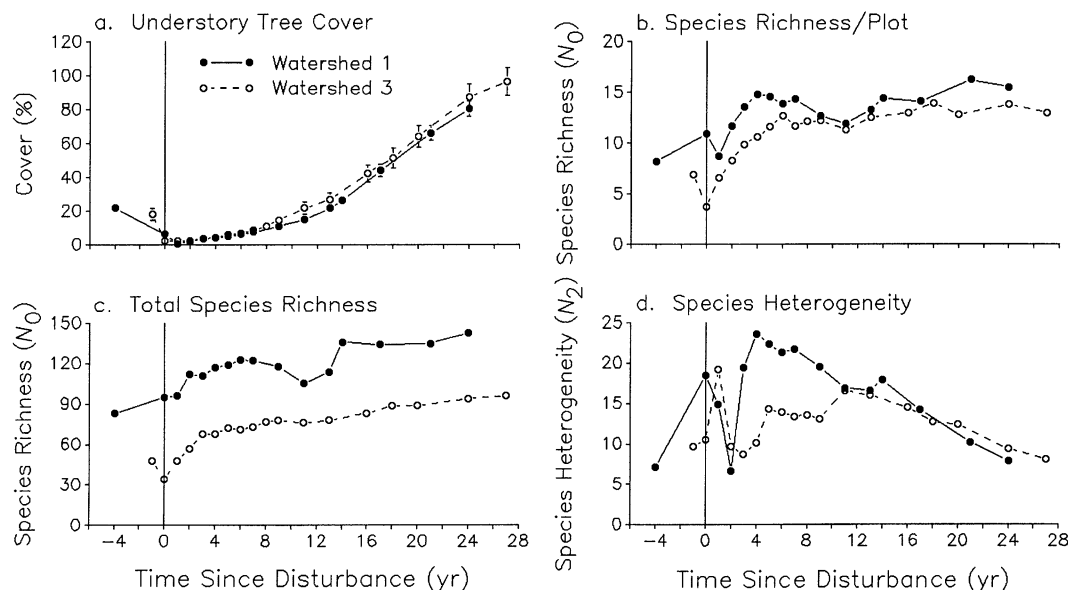 a. Understory Tree Cover
Cover (%)
120
100
80
60
40
20
0
Watershed 1
Watershed 3
b. Species Richness/Plot
Species Richness (N₀)
20
15
10
5
0
c. Total Species Richness
Species Richness (N₀)
150
120
90
60
30
0
−4 0 4 8 12 16 20 24 28
Time Since Disturbance (yr)
d. Species Heterogeneity
Species Heterogeneity (N₂)
25
20
15
10
5
0
−4 0 4 8 12 16 20 24 28
Time Since Disturbance (yr)